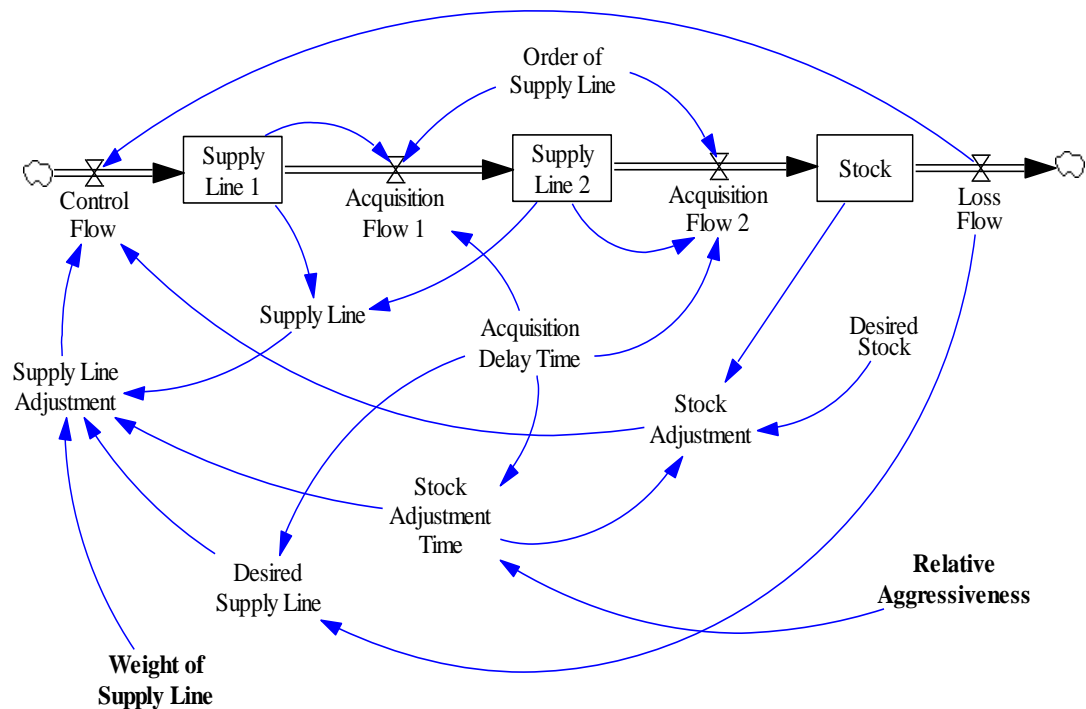 Order of
Supply Line
Supply
Line 1
Supply
Line 2
Stock
Control
Flow
Acquisition
Flow 1
Acquisition
Flow 2
Loss
Flow
Supply Line
Acquisition
Delay Time
Desired
Stock
Supply Line
Adjustment
Stock
Adjustment
Stock
Adjustment
Time
Desired
Supply Line
Relative
Aggressiveness
Weight of
Supply Line